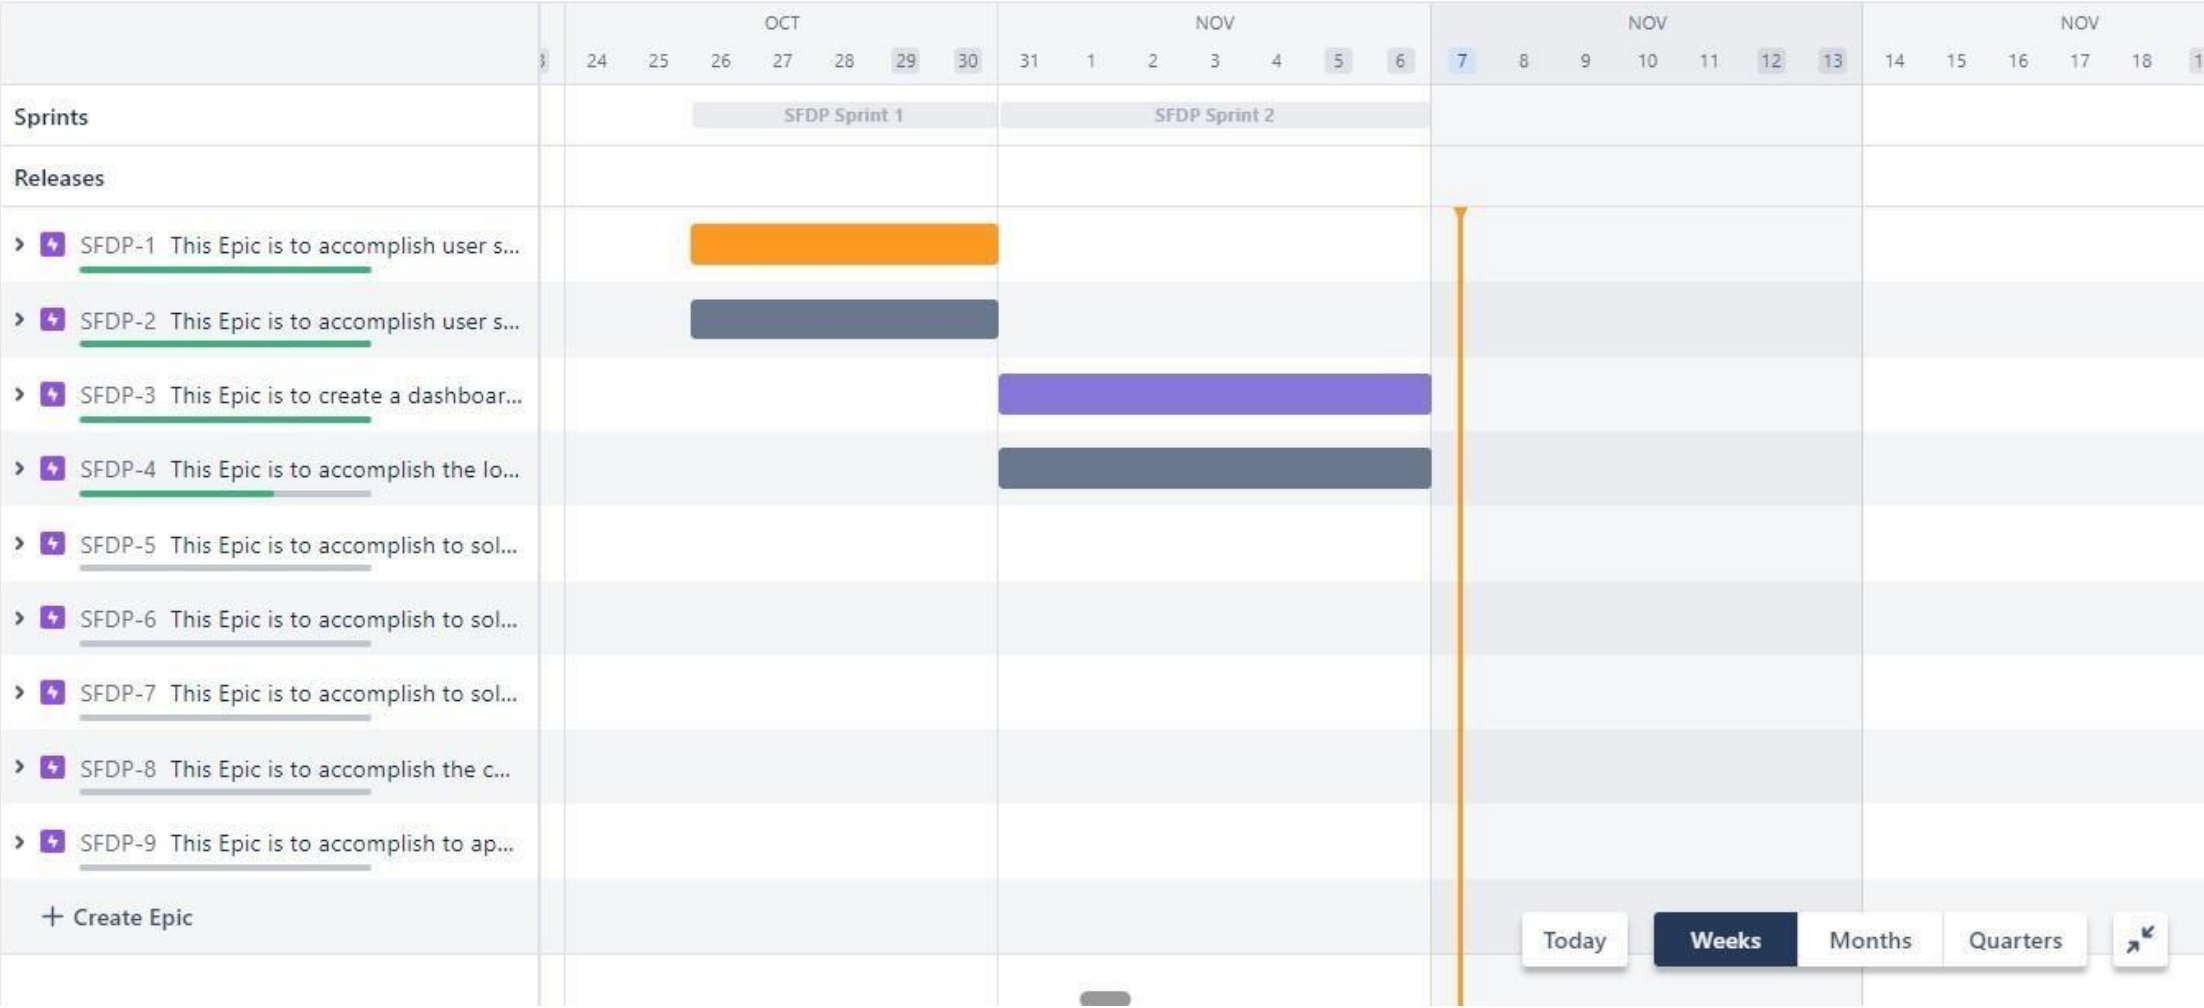 OCT NOV NOV NOV
24 25 26 27 28 29 30 31 1 2 3 4 5 6 7 8 9 10 11 12 13 14 15 16 17 18
Sprints SFDP Sprint 1 SFDP Sprint 2
Releases
SFDP-1 This Epic is to accomplish user s...
SFDP-2 This Epic is to accomplish user s...
SFDP-3 This Epic is to create a dashboar...
SFDP-4 This Epic is to accomplish the lo...
SFDP-5 This Epic is to accomplish to sol...
SFDP-6 This Epic is to accomplish to sol...
SFDP-7 This Epic is to accomplish to sol...
SFDP-8 This Epic is to accomplish the c...
SFDP-9 This Epic is to accomplish to ap...
+ Create Epic
Today Weeks Months Quarters